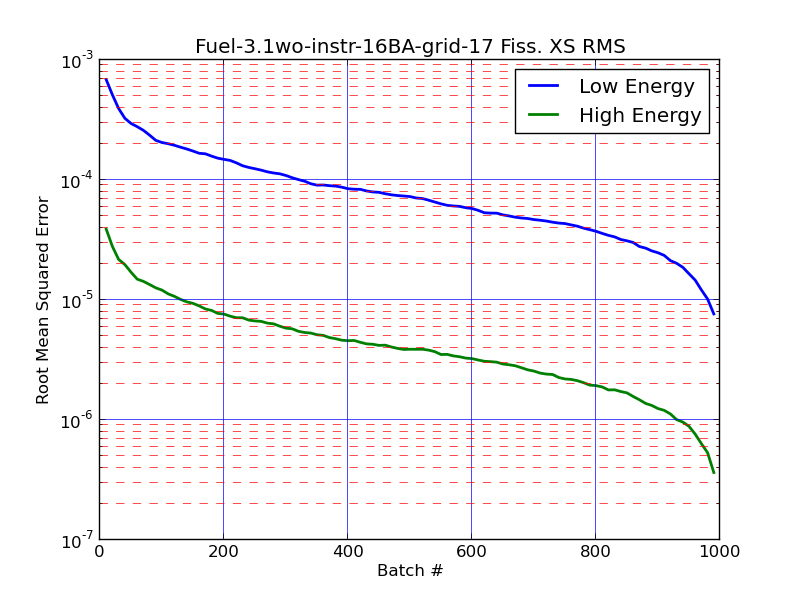 Fuel-3.1wo-instr-16BA-grid-17 Fiss. XS RMS
Low Energy
High Energy
Root Mean Squared Error
10^-3
10^-4
10^-5
10^-6
10^-7
0 200 400 600 800 1000
Batch #